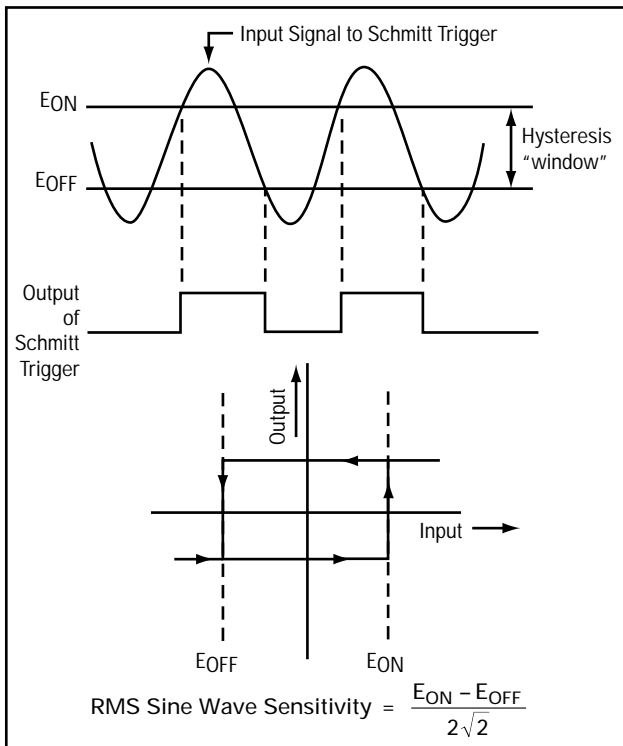 Input Signal to Schmitt Trigger
EON
Hysteresis
"window"
EOFF
Output
of
Schmitt
Trigger
Output
Input
EOFF
EON
RMS Sine Wave Sensitivity = EON – EOFF / 2√2